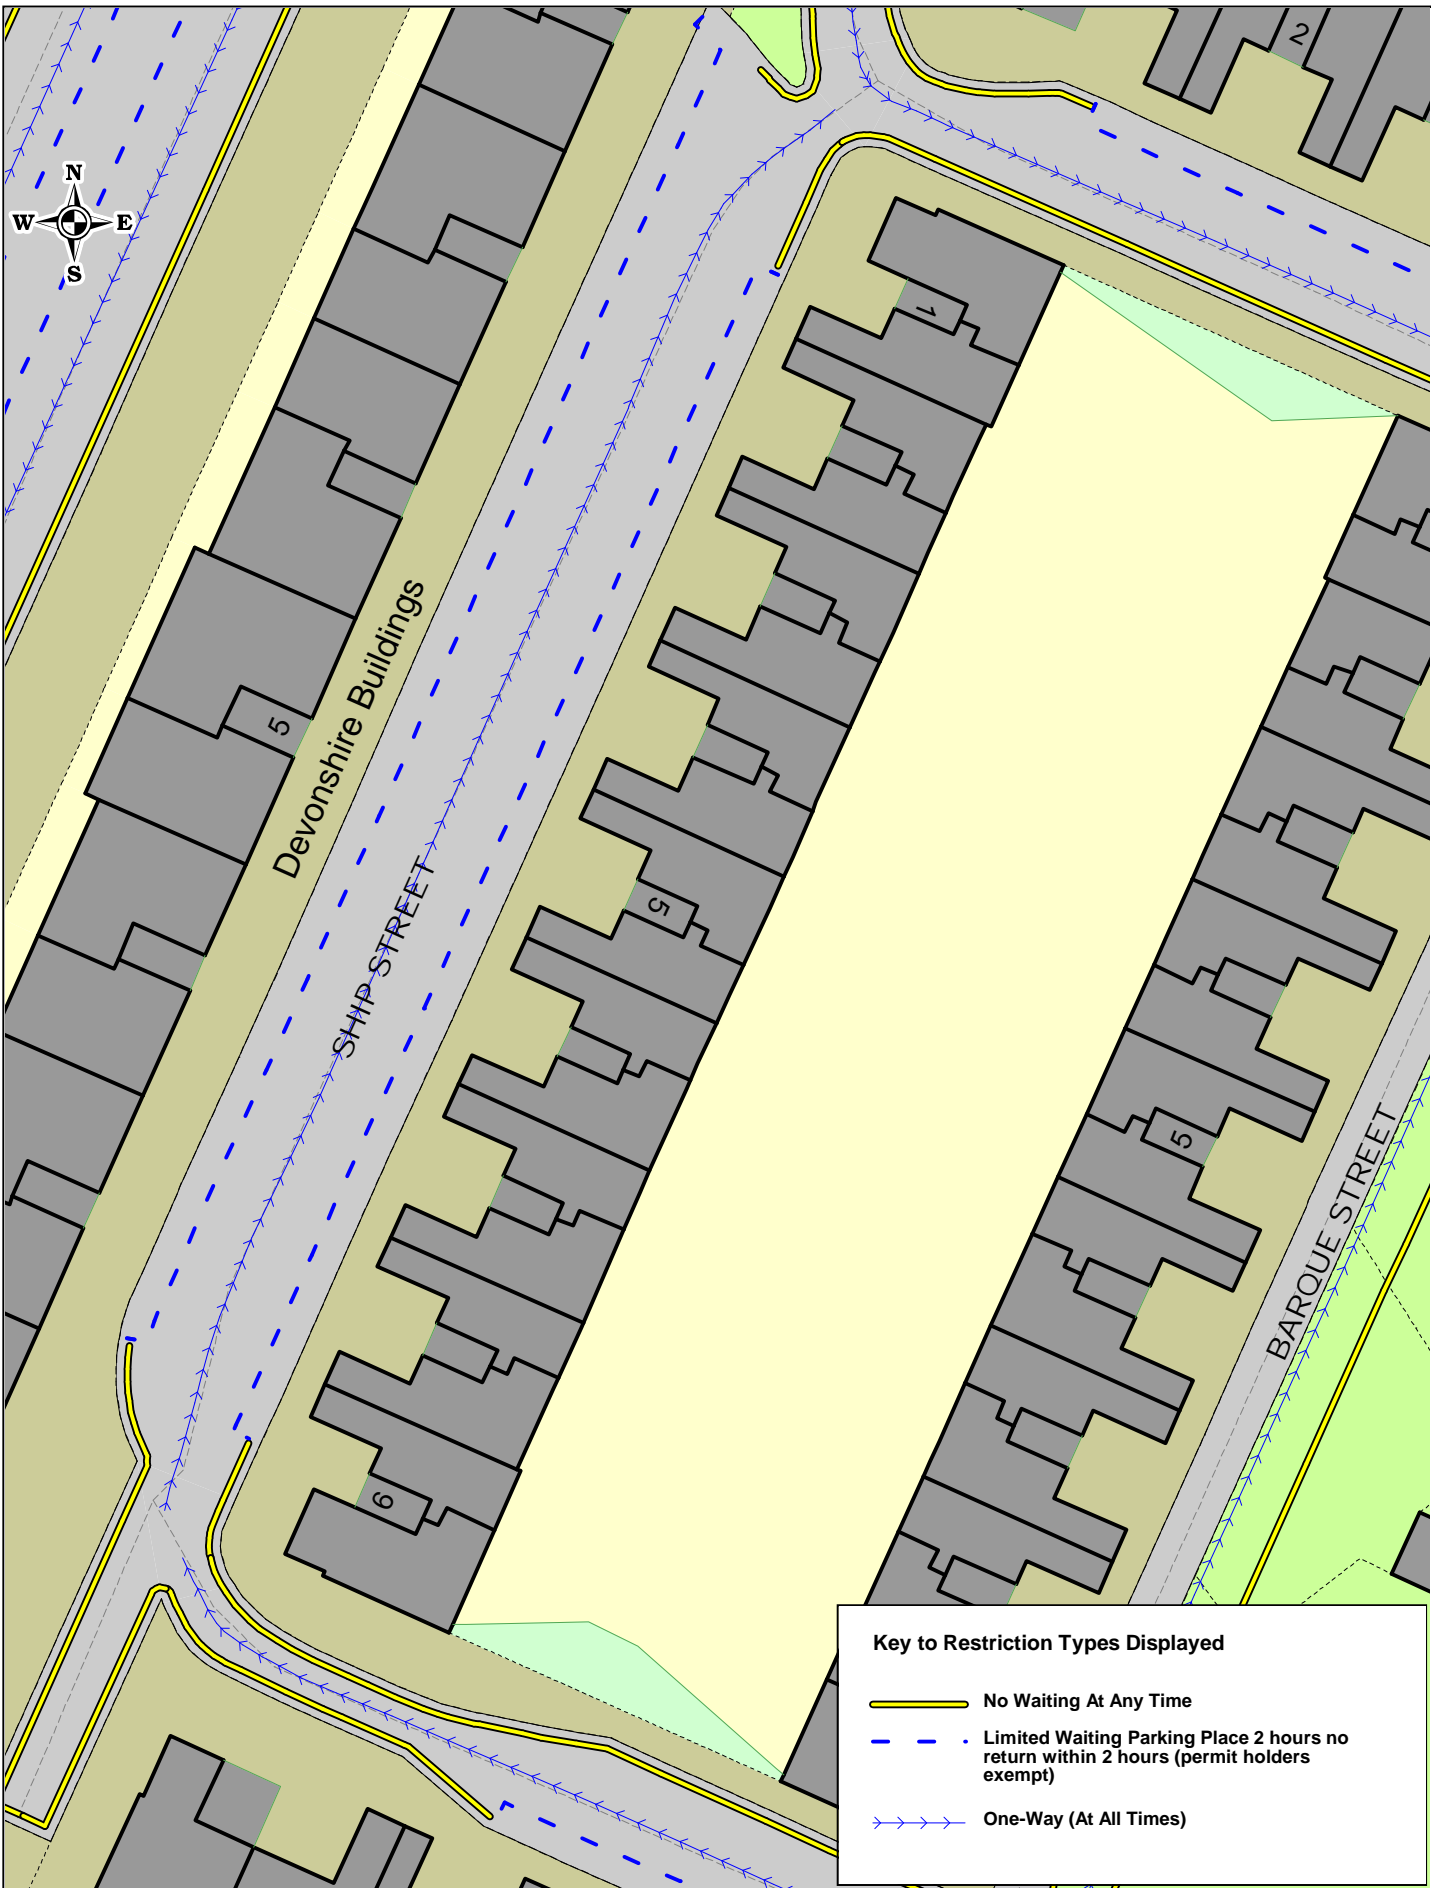 2
N
W E
S
1
Devonshire Buildings
5
SHIP STREET
5
5
BARQUE STREET
9
Key to Restriction Types Displayed
No Waiting At Any Time
Limited Waiting Parking Place 2 hours no
return within 2 hours (permit holders
exempt)
One-Way (At All Times)